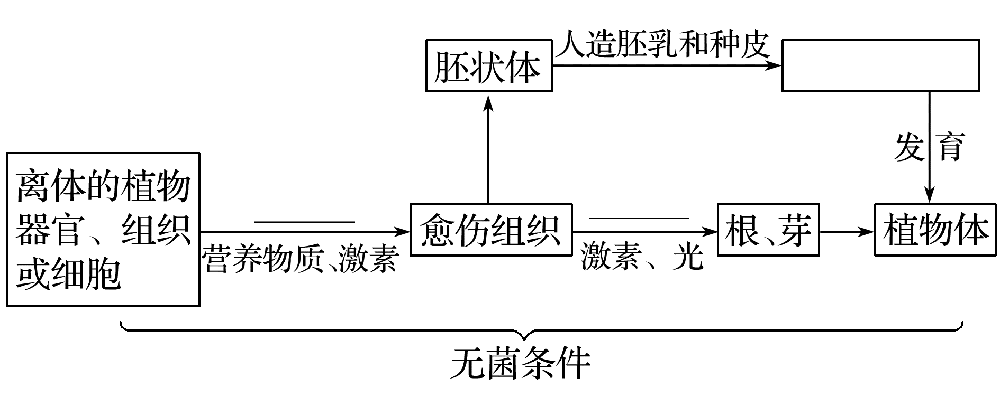 人造胚乳和种皮
胚状体
发育
离体的植物
器官、组织
或细胞
营养物质、激素
愈伤组织
激素、光
根、芽
植物体
无菌条件